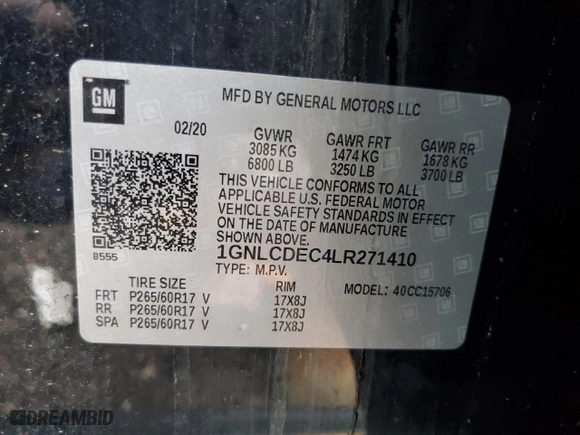 GM
MFD BY GENERAL MOTORS LLC
02/20 GVWR GAWR FRT GAWR RR
3085 KG 1474 KG 1678 KG
6800 LB 3250 LB 3700 LB
THIS VEHICLE CONFORMS TO ALL
APPLICABLE U.S. FEDERAL MOTOR
VEHICLE SAFETY STANDARDS IN EFFECT
ON THE DATE OF MANUFACTURE
SHOWN ABOVE.
8555 1GNLCDEC4LR271410
TYPE: M.P.V.
TIRE SIZE RIM MODEL: 40CC15706
FRT P265/60R17 V 17X8J
RR P265/60R17 V 17X8J
SPA P265/60R17 V 17X8J
DREAMBID